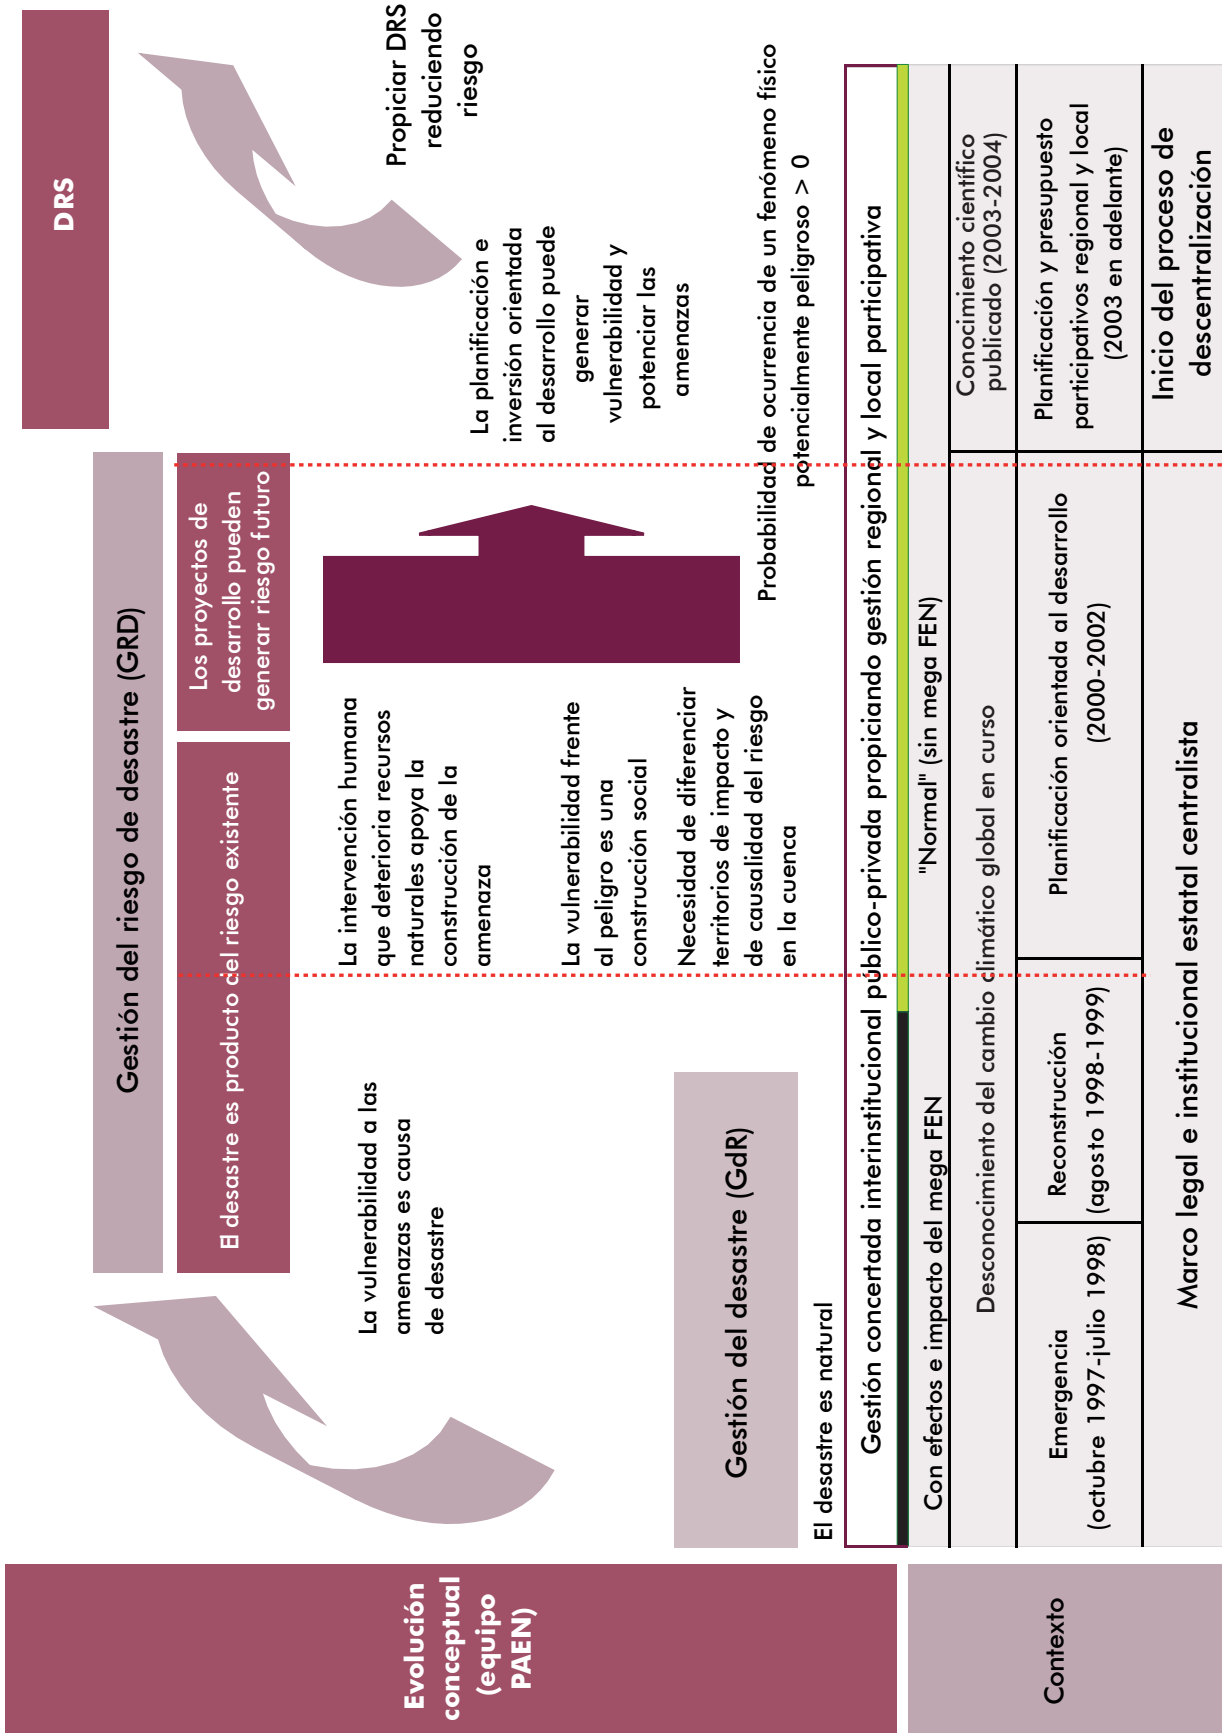 Evolución
conceptual
(equipo
PAEN)
DRS
Gestión del riesgo de desastre (GRD)
El desastre es producto del riesgo existente
Los proyectos de
desarrollo pueden
generar riesgo futuro
Propiciar DRS
reduciendo
riesgo
La vulnerabilidad a las
amenazas es causa
de desastre
La intervención humana
que deterioria recursos
naturales apoya la
construcción de la
amenaza
La planificación e
inversión orientada
al desarrollo puede
generar
vulnerabilidad y
potenciar las
amenazas
La vulnerabilidad frente
al peligro es una
construcción social
Necesidad de diferenciar
territorios de impacto y
de causalidad del riesgo
en la cuenca
Gestión del desastre (GdR)
Probabilidad de ocurrencia de un fenómeno físico
potencialmente peligroso > 0
El desastre es natural
Gestión concertada interinstitucional público-privada propiciando gestión regional y local participativa
Contexto
Con efectos e impacto del mega FEN
"Normal" (sin mega FEN)
Desconocimiento del cambio climático global en curso
Conocimiento científico
publicado (2003-2004)
Emergencia
(octubre 1997-julio 1998)
Reconstrucción
(agosto 1998-1999)
Planificación orientada al desarrollo
(2000-2002)
Planificación y presupuesto
participativos regional y local
(2003 en adelante)
Marco legal e institucional estatal centralista
Inicio del proceso de
descentralización